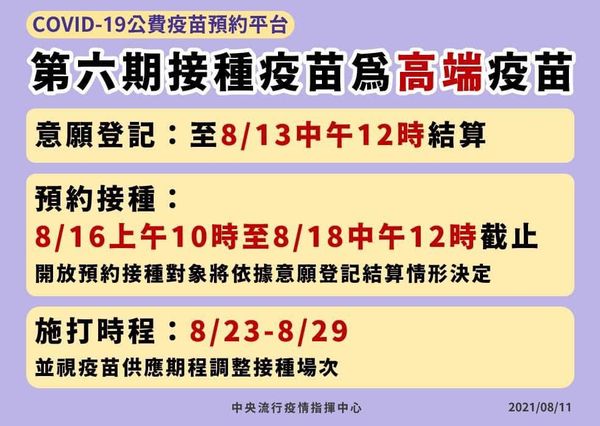 COVID-19公費疫苗預約平台
第六期接種疫苗為高端疫苗
意願登記：至8/13中午12時結算
預約接種：
8/16上午10時至8/18中午12時截止
開放預約接種對象將依據意願登記結算情形決定
施打時程：8/23-8/29
並視疫苗供應期程調整接種場次
中央流行疫情指揮中心
2021/08/11